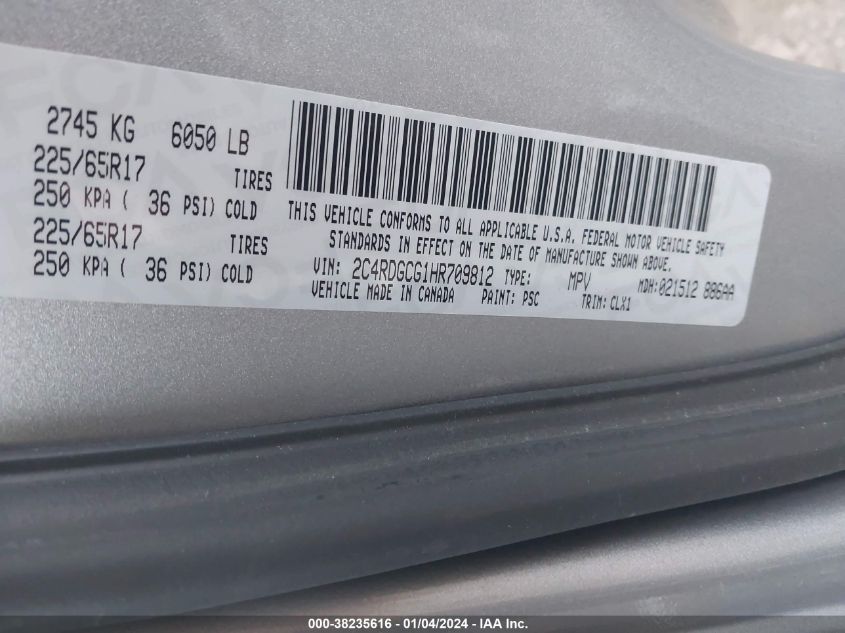 2745 KG 6050 LB
225/65R17 TIRES
250 KPA ( 36 PSI) COLD
225/65R17 TIRES
250 KPA ( 36 PSI) COLD
THIS VEHICLE CONFORMS TO ALL APPLICABLE U.S.A. FEDERAL MOTOR VEHICLE SAFETY
STANDARDS IN EFFECT ON THE DATE OF MANUFACTURE SHOWN ABOVE.
VIN: 2C4RDGCG1HR709812 TYPE: MPV MDH:021512 886AA
VEHICLE MADE IN CANADA PAINT: PSC TRIM: CLX1
000-38235616 - 01/04/2024 - IAA Inc.